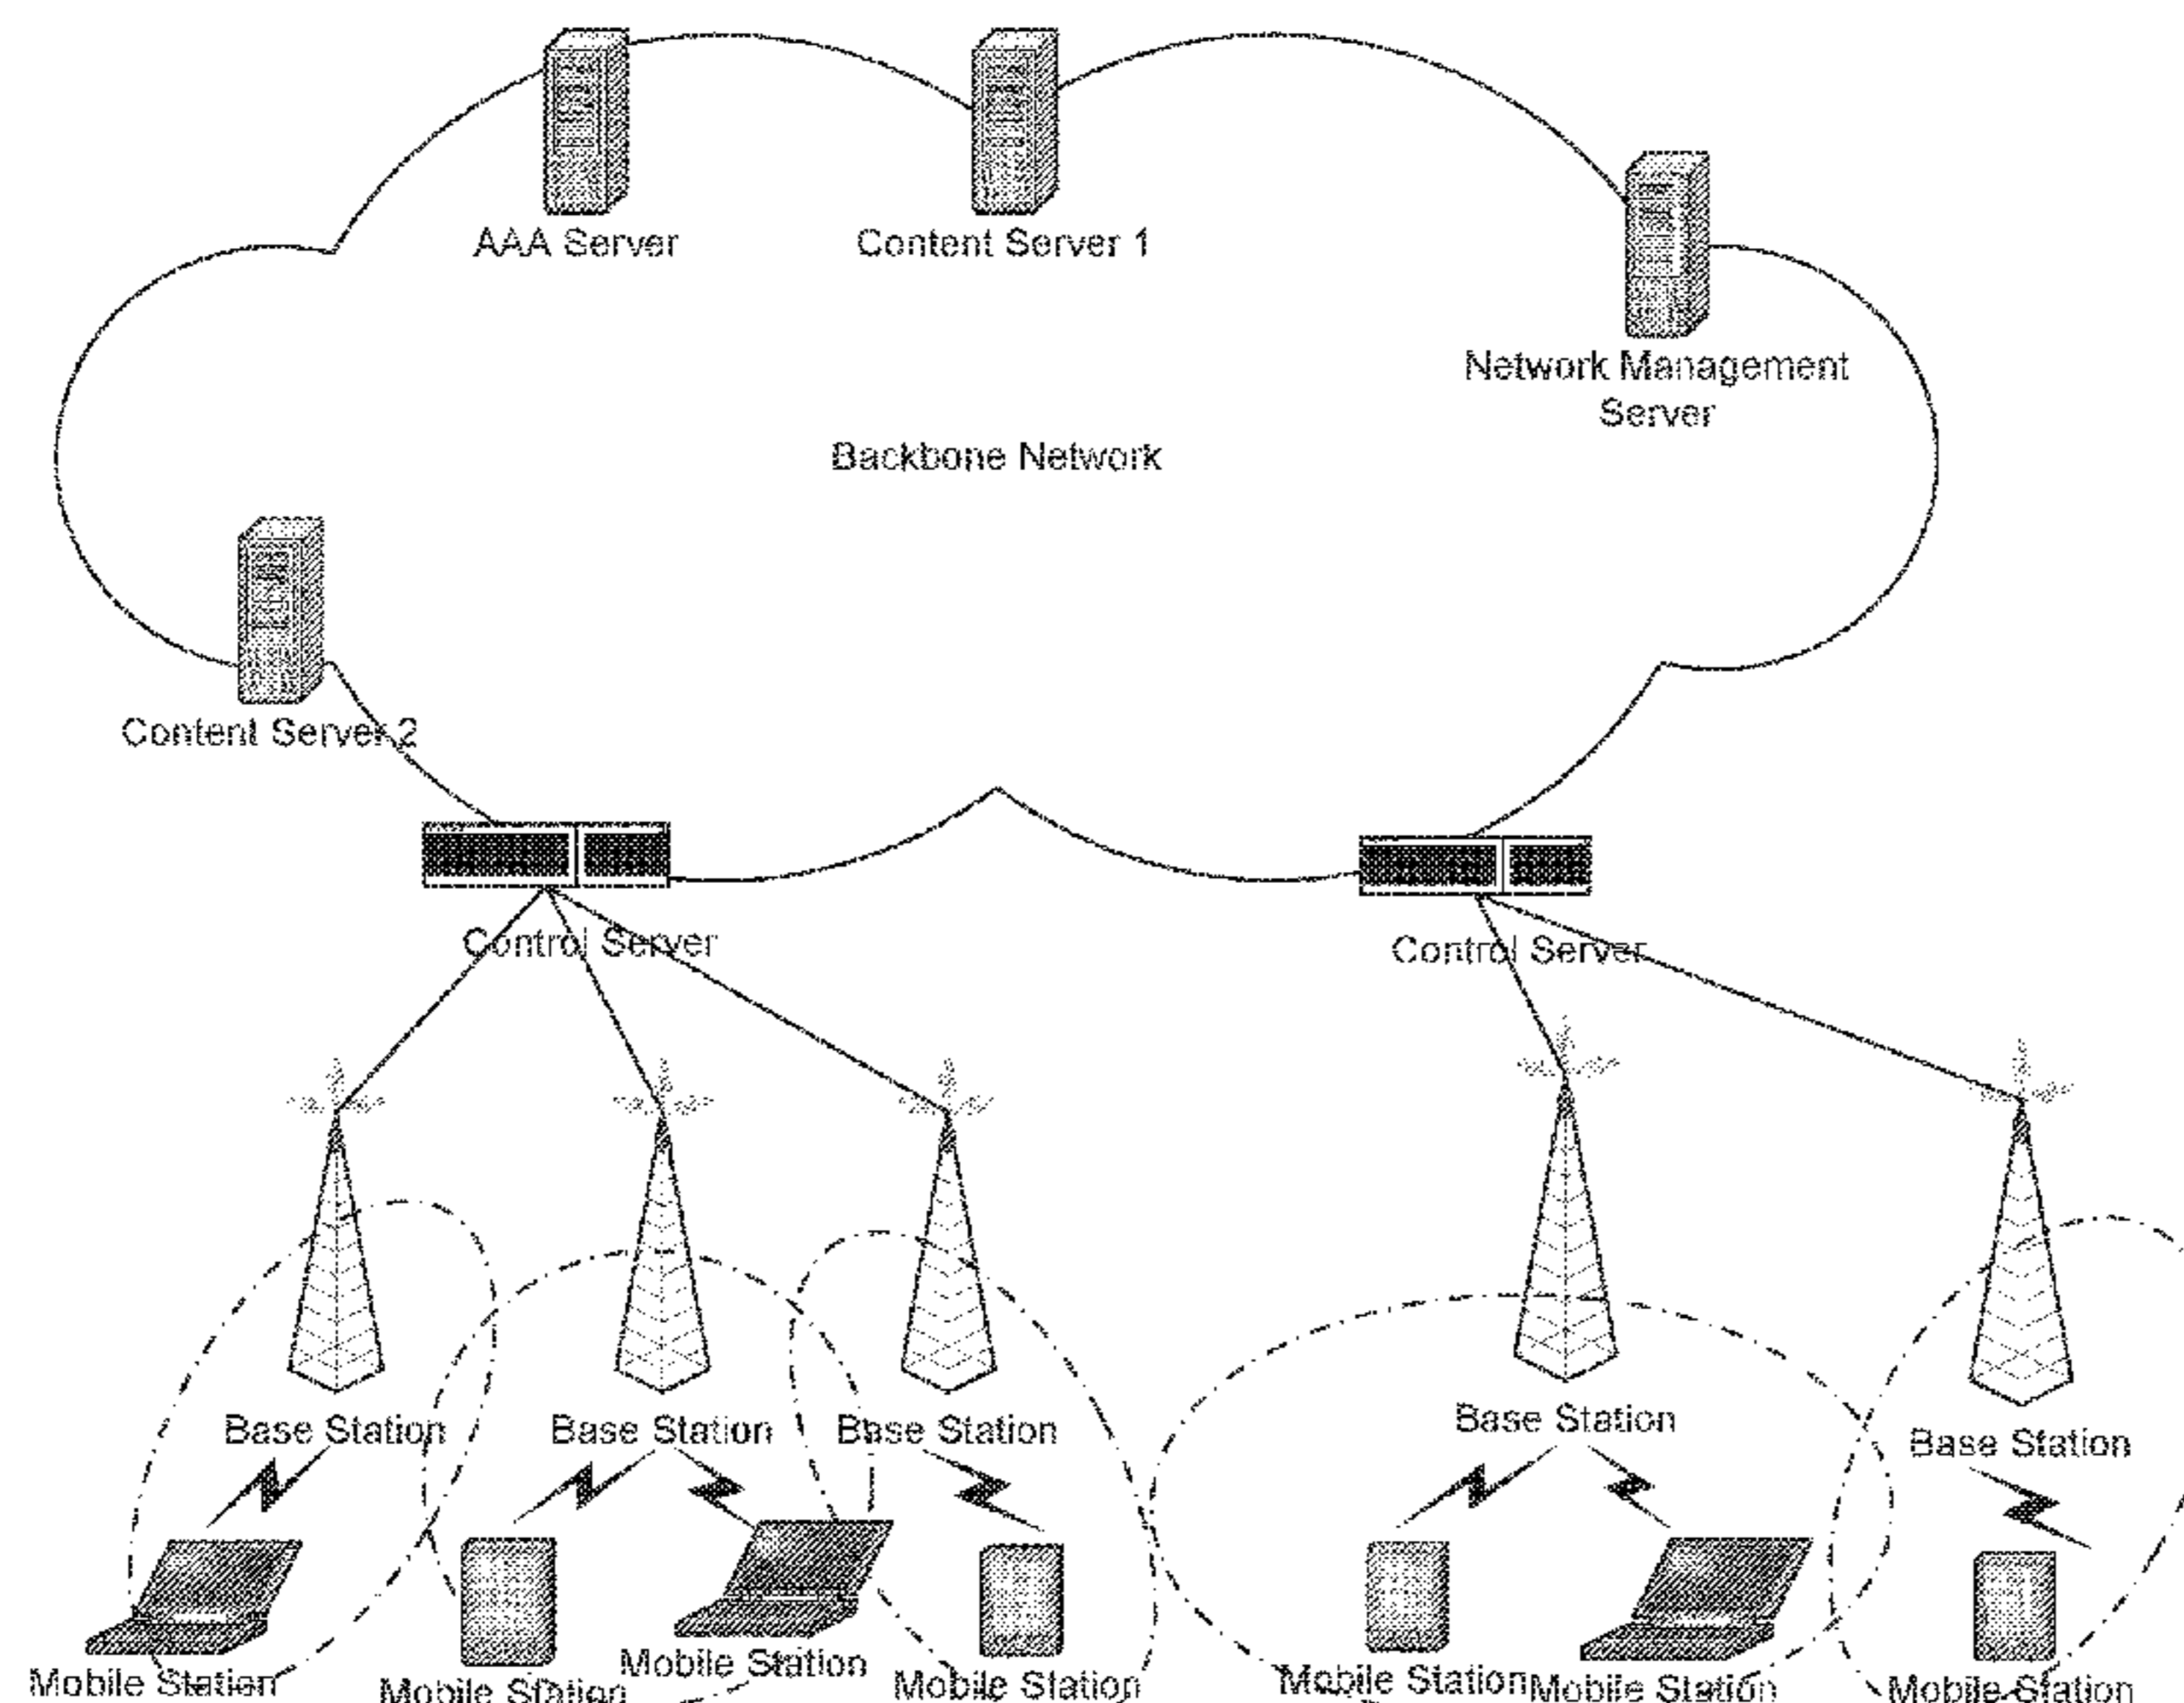 AAA Server
Content Server 1
Network Management
Server
Backbone Network
Content Server 2
Control Server
Control Server
Base Station
Base Station
Base Station
Base Station
Base Station
Mobile Station
Mobile Station
Mobile Station
Mobile Station
Mobile Station
Mobile Station
Mobile Station